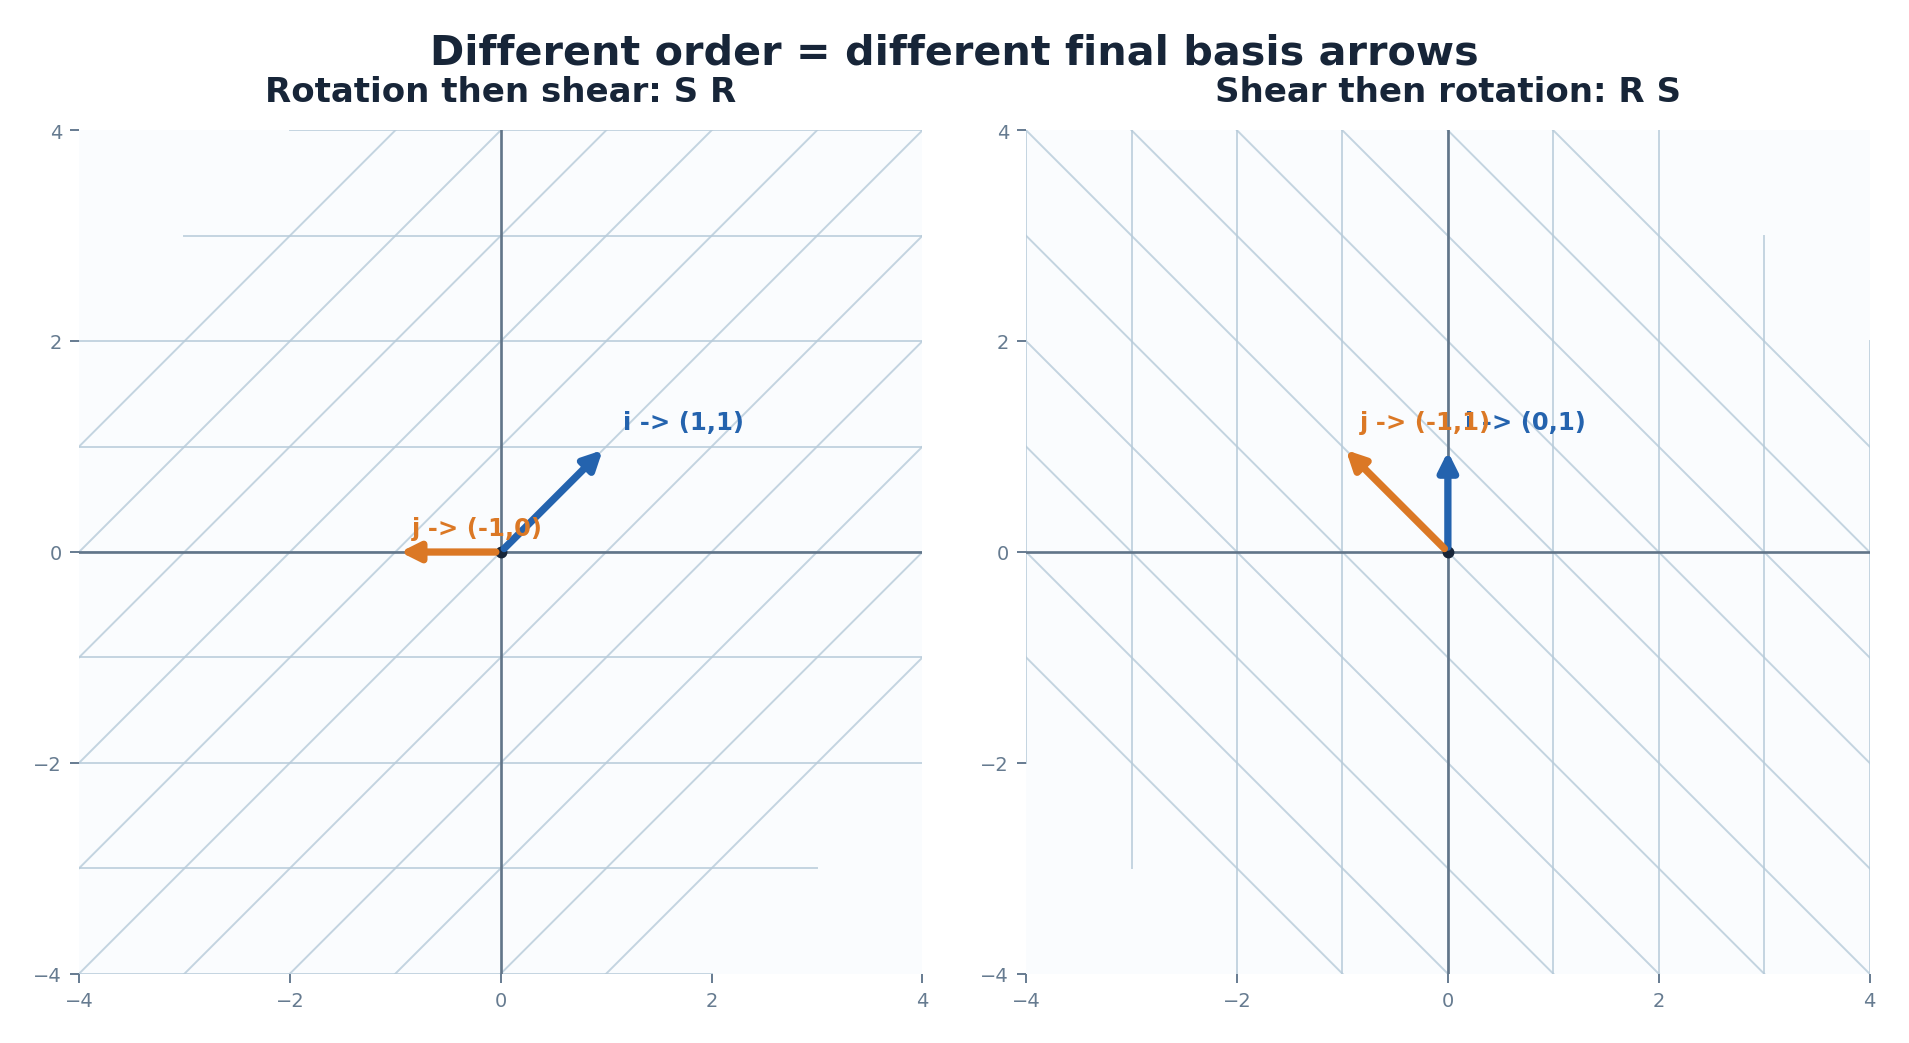 Different order = different final basis arrows
Rotation then shear: S R
4
2
0
−2
−4
−4
−2
0
2
4
i -> (1,1)
j -> (-1,0)
Shear then rotation: R S
4
2
0
−2
−4
−4
−2
0
2
4
j -> (-1,1)
i -> (0,1)